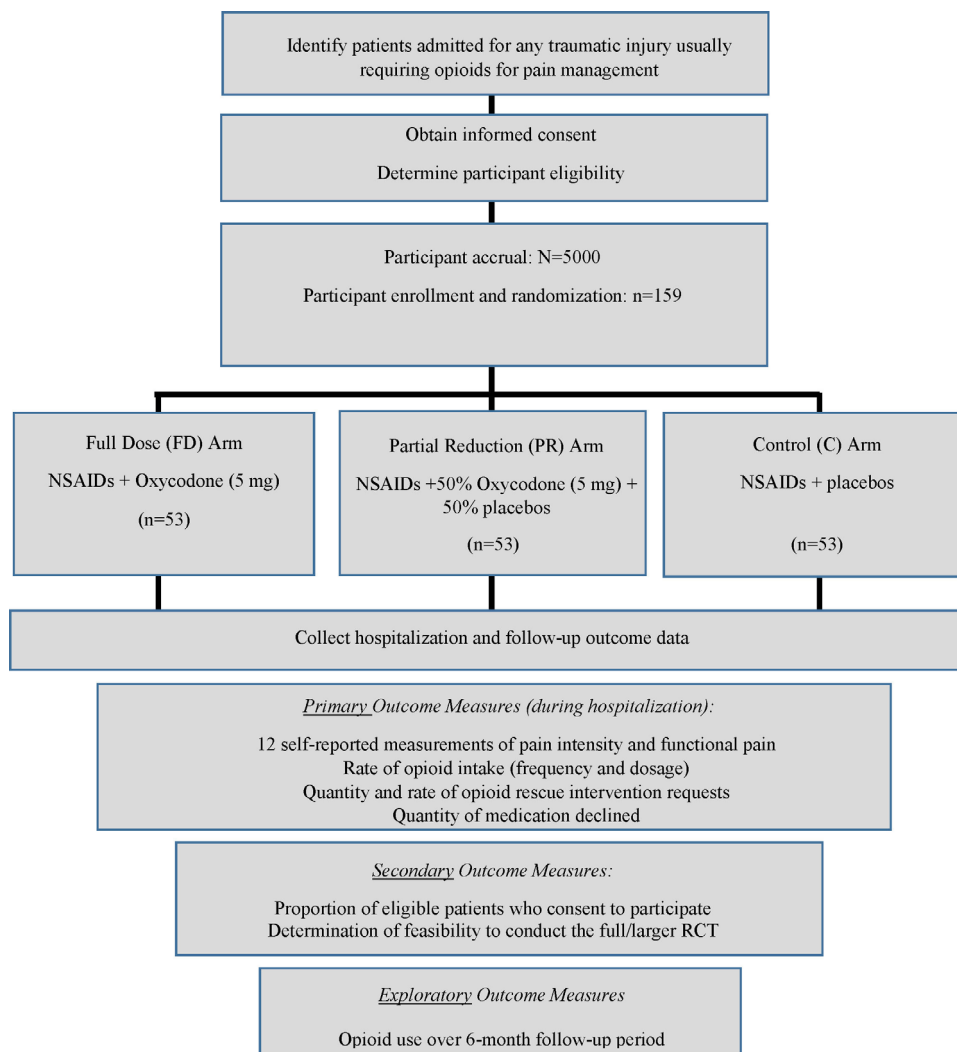 Identify patients admitted for any traumatic injury usually
requiring opioids for pain management
Obtain informed consent
Determine participant eligibility
Participant accrual: N=5000
Participant enrollment and randomization: n=159
Full Dose (FD) Arm
NSAIDs + Oxycodone (5 mg)
(n=53)
Partial Reduction (PR) Arm
NSAIDs +50% Oxycodone (5 mg) +
50% placebos
(n=53)
Control (C) Arm
NSAIDs + placebos
(n=53)
Collect hospitalization and follow-up outcome data
Primary Outcome Measures (during hospitalization):
12 self-reported measurements of pain intensity and functional pain
Rate of opioid intake (frequency and dosage)
Quantity and rate of opioid rescue intervention requests
Quantity of medication declined
Secondary Outcome Measures:
Proportion of eligible patients who consent to participate
Determination of feasibility to conduct the full/larger RCT
Exploratory Outcome Measures
Opioid use over 6-month follow-up period